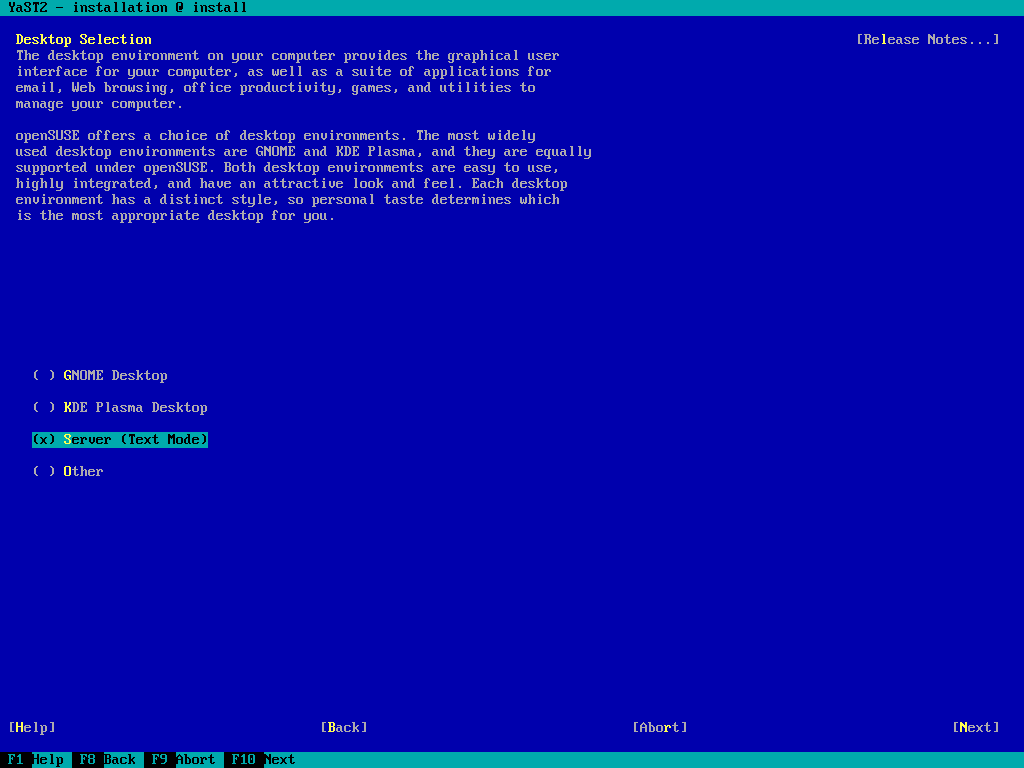 YaST2 - installation @ install
Desktop Selection [Release Notes...]
The desktop environment on your computer provides the graphical user
interface for your computer, as well as a suite of applications for
email, Web browsing, office productivity, games, and utilities to
manage your computer.
openSUSE offers a choice of desktop environments. The most widely
used desktop environments are GNOME and KDE Plasma, and they are equally
supported under openSUSE. Both desktop environments are easy to use,
highly integrated, and have an attractive look and feel. Each desktop
environment has a distinct style, so personal taste determines which
is the most appropriate desktop for you.
( ) GNOME Desktop
( ) KDE Plasma Desktop
(x) Server (Text Mode)
( ) Other
[Help] [Back] [Abort] [Next]
F1 Help F8 Back F9 Abort F10 Next